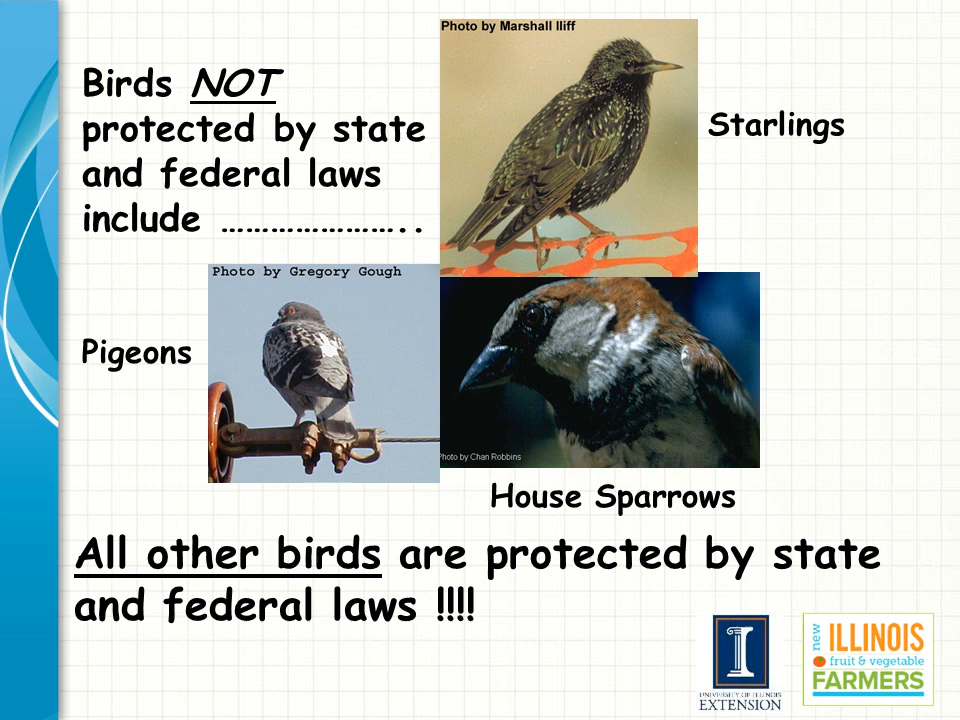 Photo by Marshall Iliff
Birds NOT
protected by state
and federal laws
include …………………..
Starlings
Photo by Gregory Gough
Pigeons
Photo by Chan Robbins
House Sparrows
All other birds are protected by state
and federal laws !!!!
I
UNIVERSITY OF ILLINOIS
EXTENSION
new ILLINOIS
fruit & vegetable
FARMERS